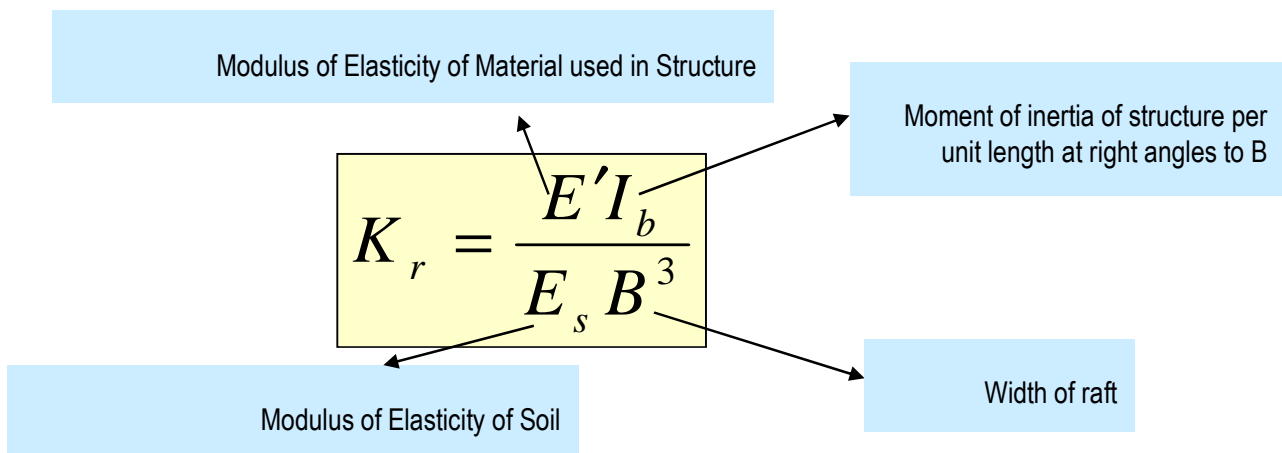 Modulus of Elasticity of Material used in Structure
Moment of inertia of structure per
unit length at right angles to B
K_r = \frac{E' I_b}{E_s B^3}
Modulus of Elasticity of Soil
Width of raft